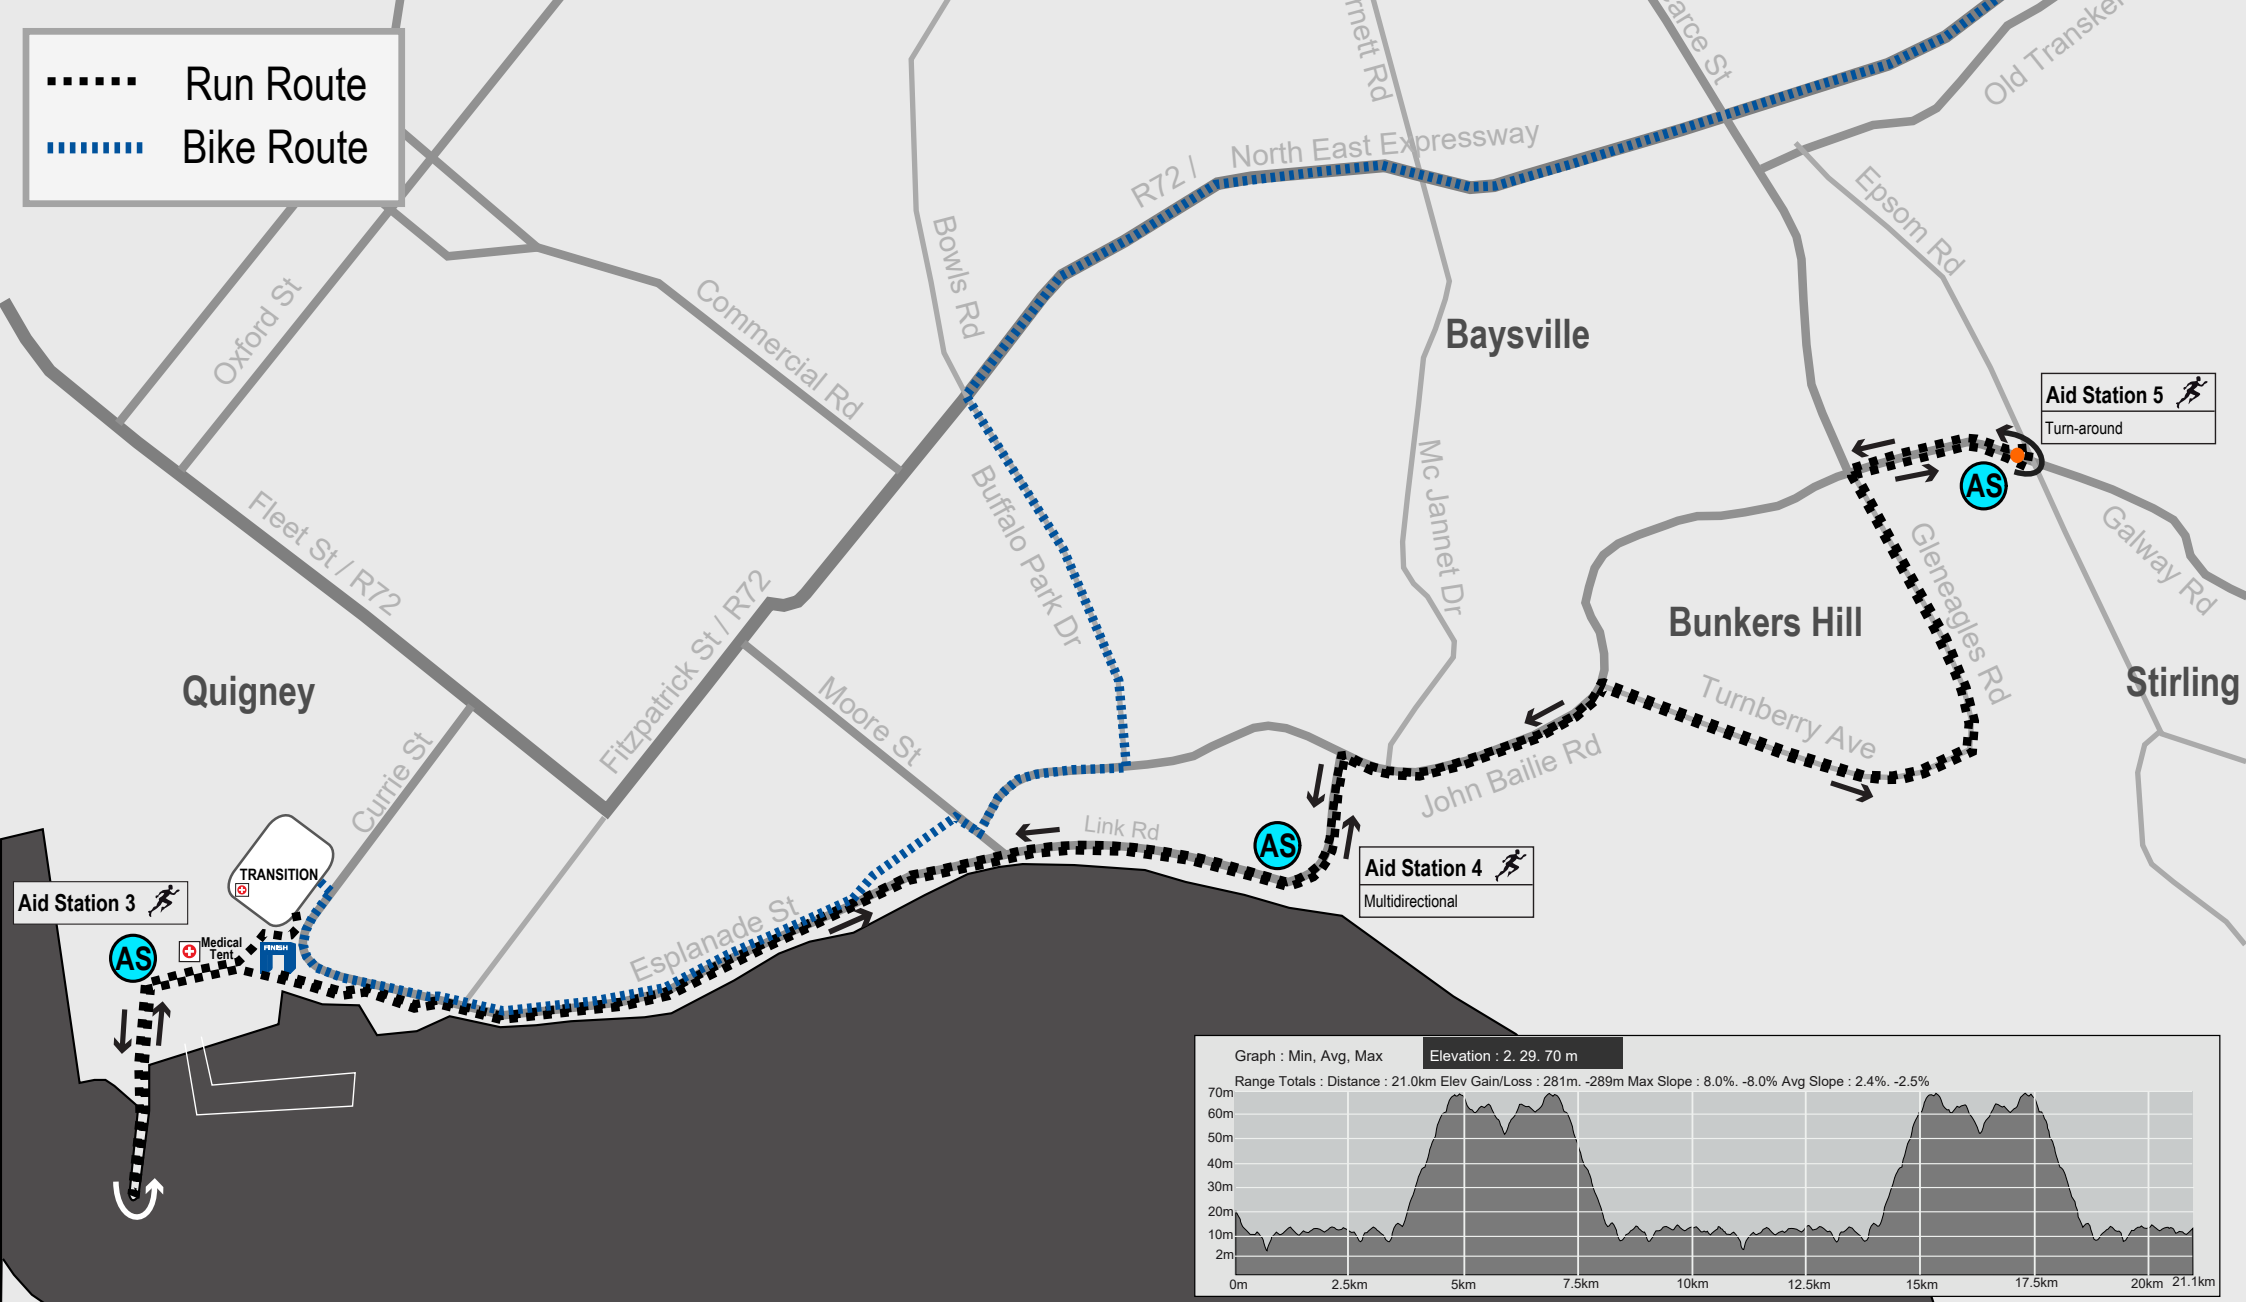 Run Route
Bike Route
rnett Rd
arce St
Old Transke
R72 / North East Expressway
Epsom Rd
Bowls Rd
Oxford St
Commercial Rd
Baysville
Aid Station 5
Turn-around
AS
Mc Jannet Dr
Buffalo Park Dr
Fleet St / R72
Galway Rd
Gleneagles Rd
Bunkers Hill
Fitzpatrick St / R72
Stirling
Quigney
Moore St
Turnberry Ave
Currie St
John Bailie Rd
Link Rd
AS
Aid Station 4
Multidirectional
TRANSITION
Aid Station 3
Esplanade St
AS
Medical
Tent
FINISH
Graph : Min, Avg, Max Elevation : 2. 29. 70 m
Range Totals : Distance : 21.0km Elev Gain/Loss : 281m. -289m Max Slope : 8.0%. -8.0% Avg Slope : 2.4%. -2.5%
70m
60m
50m
40m
30m
20m
10m
2m
0m 2.5km 5km 7.5km 10km 12.5km 15km 17.5km 20km 21.1km